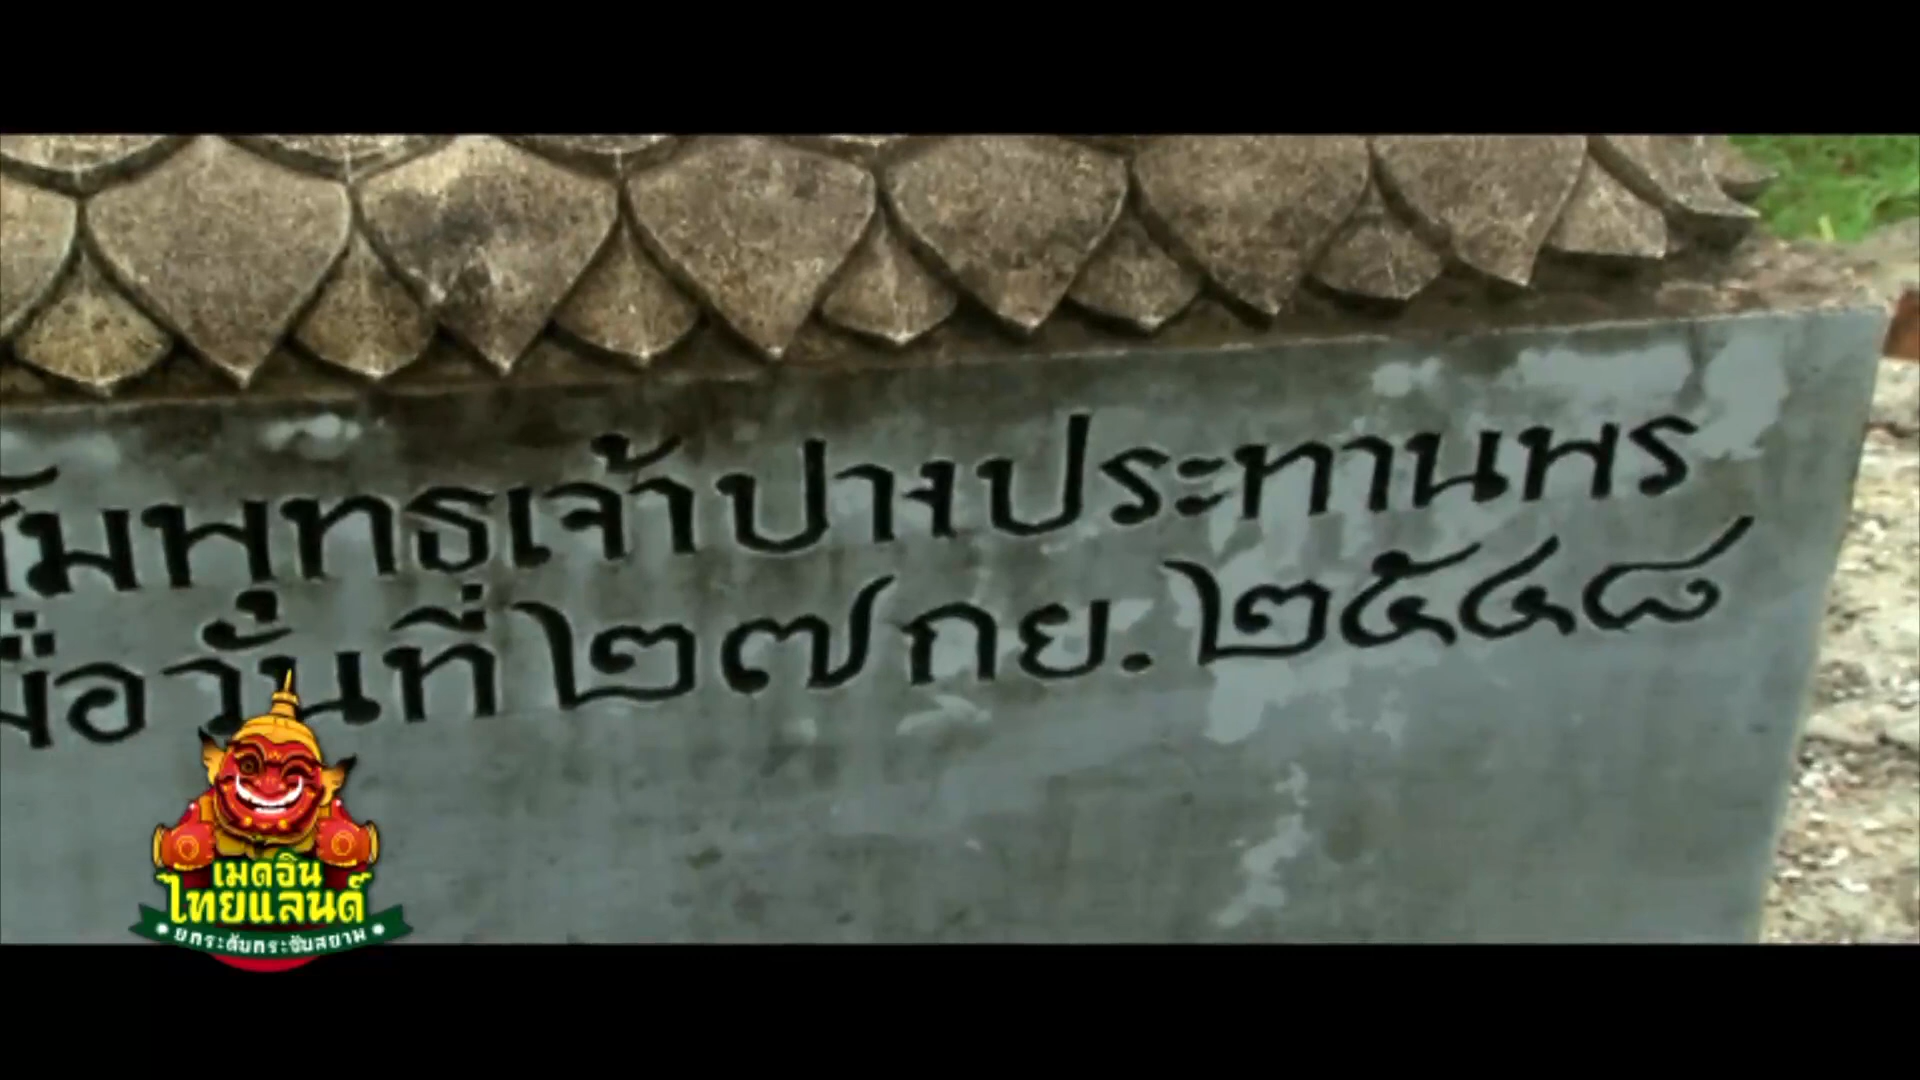 สัมพุทธเจ้าปางประทานพร
มื่อวันที่ ๒๗ กย. ๒๕๔๘
เมดอิน
ไทยแลนด์
ยกระดับกระชับสยาม